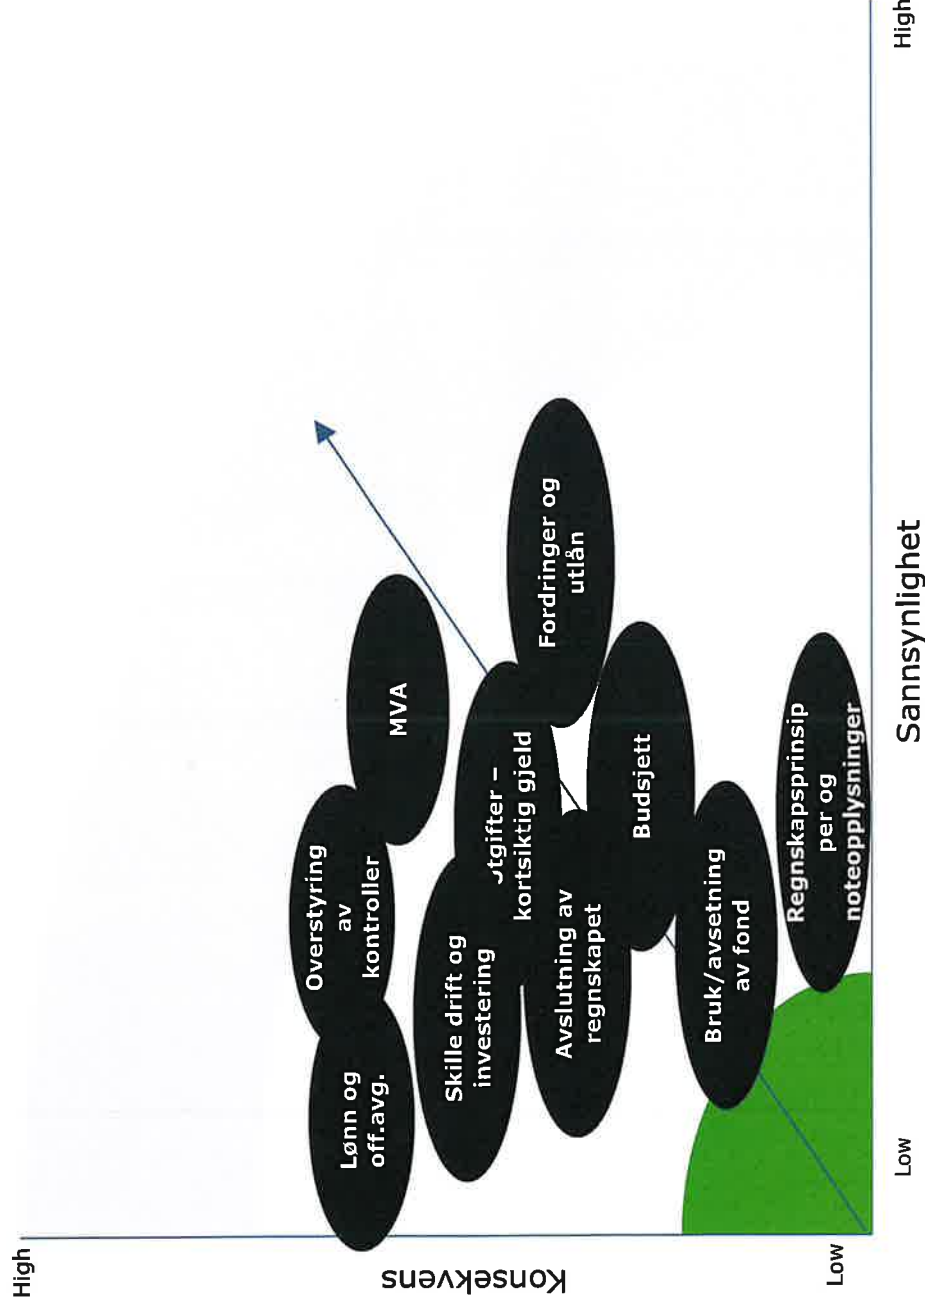 High
Overstyring
av
kontroller
Lønn og
off.avg.
MVA
Skille drift og
investering
Utgifter –
kortsiktig gjeld
Fordringer og
utlån
Avslutning av
regnskapet
Budsjett
Bruk/avsetning
av fond
Regnskapsprinsip
per og
noteopplysninger
Konsekvens
Low
Low
Sannsynlighet
High